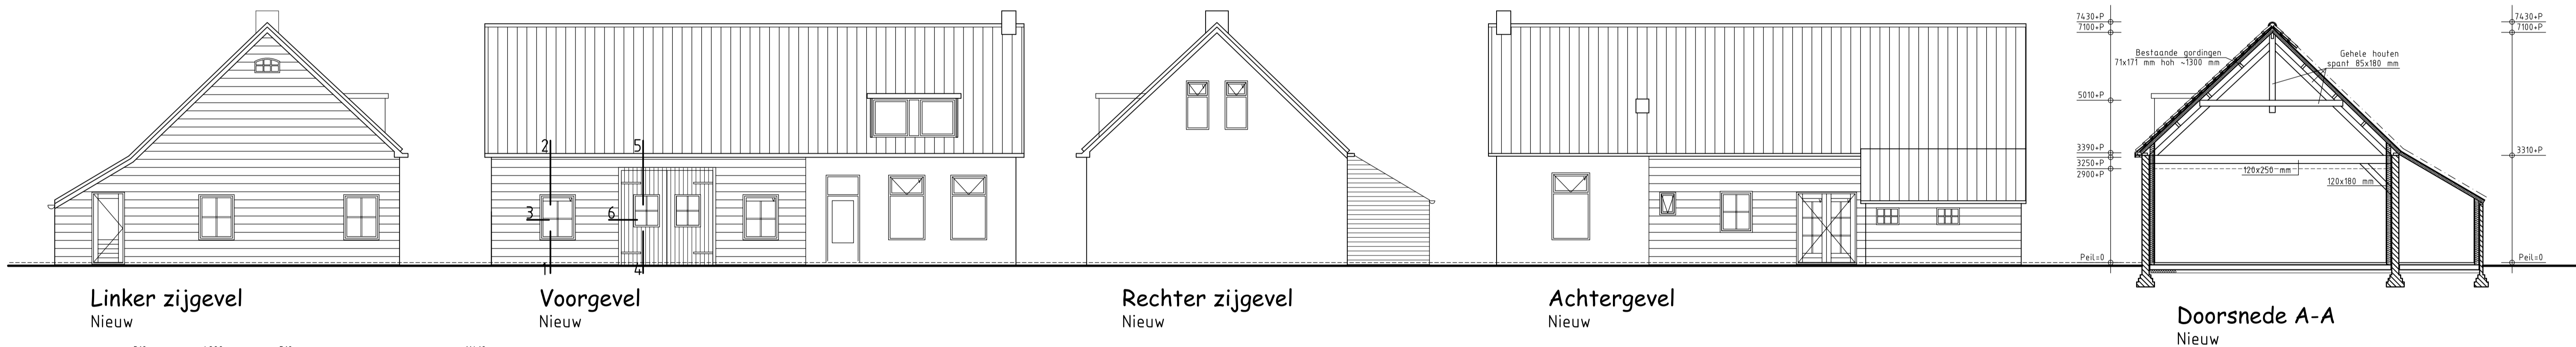 2
5
3
6
1
4
7430+P
7100+P
5010+P
3390+P
3250+P
2900+P
Peil=0
Bestaande gordingen
71x171 mm hoh ~1300 mm
Gehele houten
spant 85x180 mm
120x250 mm
120x180 mm
7430+P
7100+P
3310+P
Peil=0
Linker zijgevel
Nieuw
Voorgevel
Nieuw
Rechter zijgevel
Nieuw
Achtergevel
Nieuw
Doorsnede A-A
Nieuw